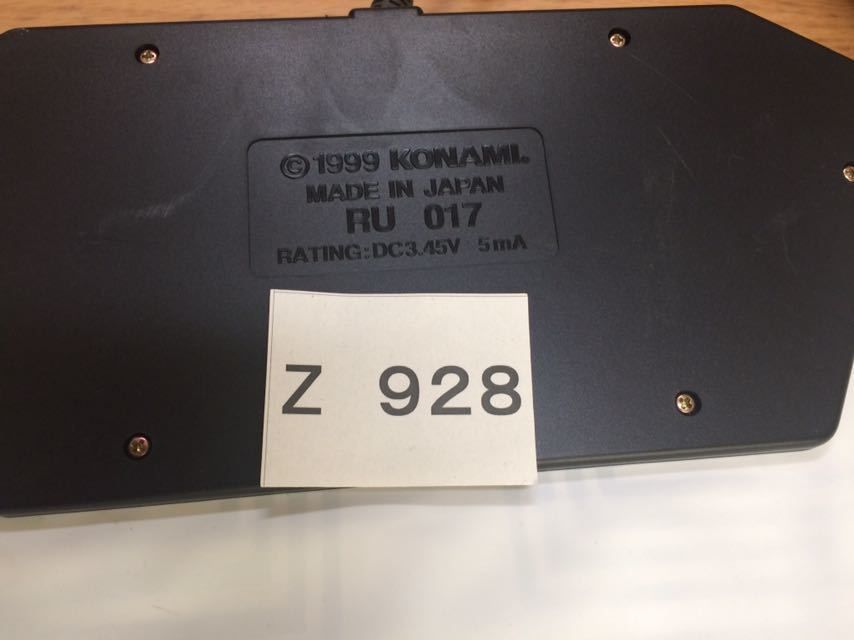 ©1999 KONAMI.
MADE IN JAPAN
RU 017
RATING:DC3.45V 5mA
Z 928